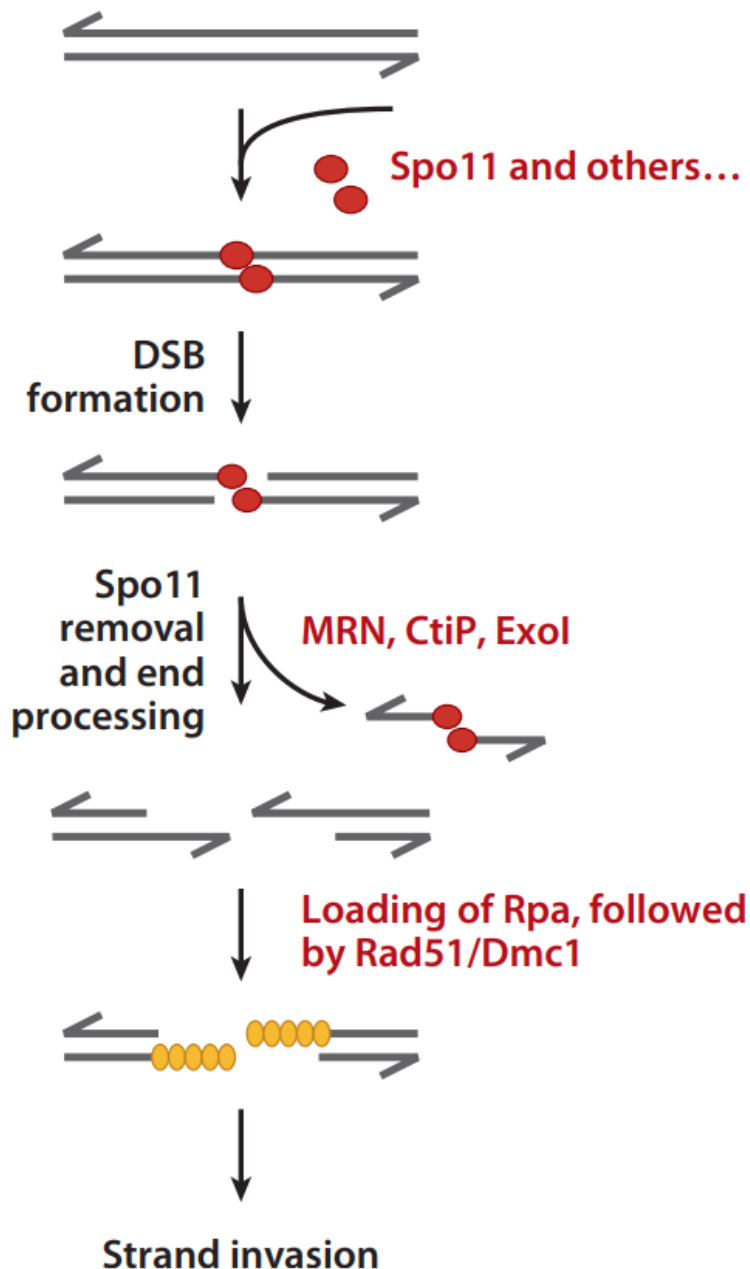 Spo11 and others…
DSB
formation
Spo11
removal
and end
processing
MRN, CtiP, ExoI
Loading of Rpa, followed
by Rad51/Dmc1
Strand invasion